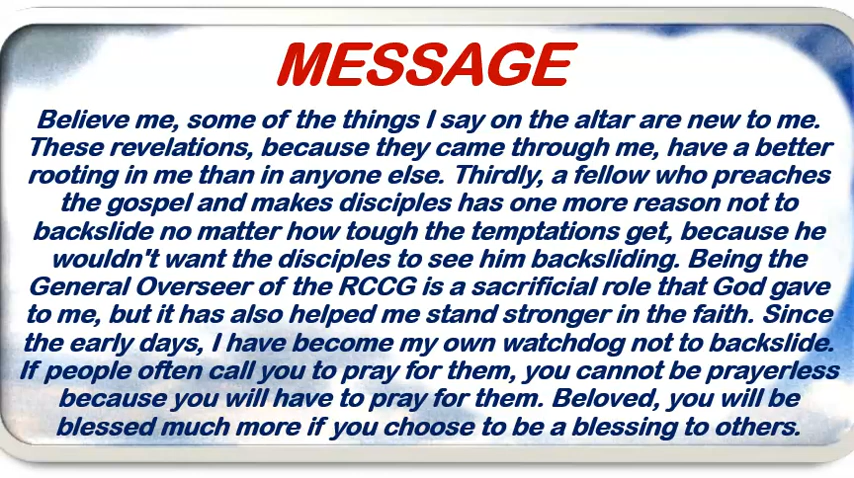 MESSAGE
Believe me, some of the things I say on the altar are new to me.
These revelations, because they came through me, have a better
rooting in me than in anyone else. Thirdly, a fellow who preaches
the gospel and makes disciples has one more reason not to
backslide no matter how tough the temptations get, because he
wouldn't want the disciples to see him backsliding. Being the
General Overseer of the RCCG is a sacrificial role that God gave
to me, but it has also helped me stand stronger in the faith. Since
the early days, I have become my own watchdog not to backslide.
If people often call you to pray for them, you cannot be prayerless
because you will have to pray for them. Beloved, you will be
blessed much more if you choose to be a blessing to others.